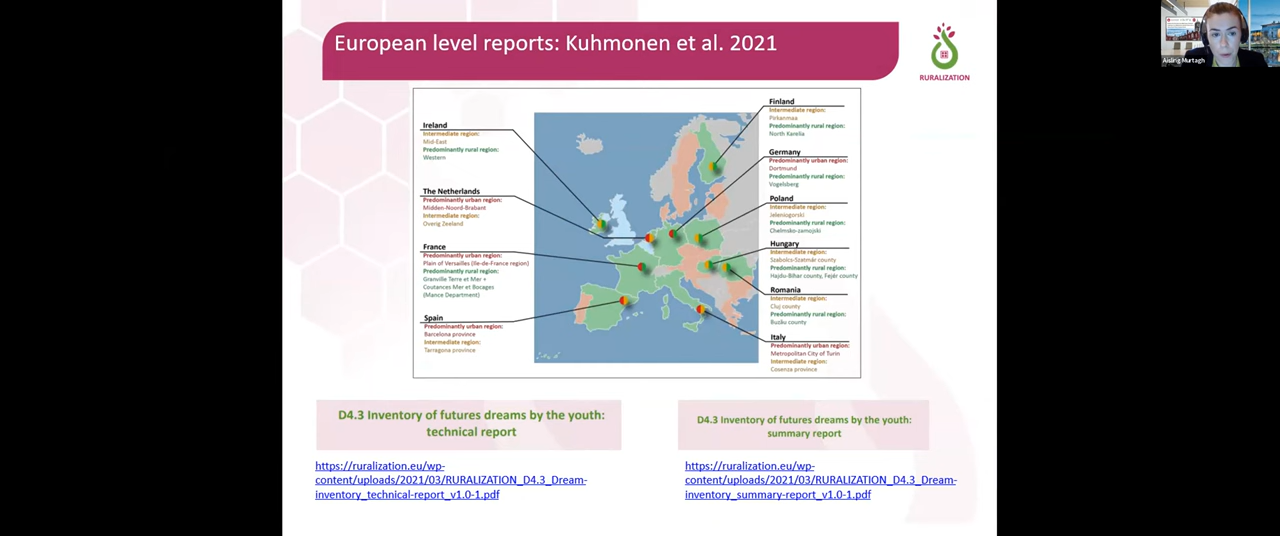 European level reports: Kuhmonen et al. 2021
RURALIZATION
Aisling Murtagh
Ireland
Intermediate region:
Mid-East
Predominantly rural region:
Western
The Netherlands
Predominantly urban region:
Midden-Noord-Brabant
Intermediate region:
Overig Zeeland
France
Predominantly urban region:
Plain of Versailles (Ile-de-France region)
Predominantly rural region:
Granville Terre et Mer +
Coutances Mer et Bocages
(Mance Department)
Spain
Predominantly urban region:
Barcelona province
Intermediate region:
Tarragona province
Finland
Intermediate region:
Pirkanmaa
Predominantly rural region:
North Karelia
Germany
Predominantly urban region:
Dortmund
Predominantly rural region:
Vogelsberg
Poland
Intermediate region:
Jeleniogorski
Predominantly rural region:
Chelmsko-zamojski
Hungary
Intermediate region:
Szabolcs-Szatmár county
Predominantly rural region:
Hajdu-Bihar county, Fejér county
Romania
Intermediate region:
Cluj county
Predominantly rural region:
Buzău county
Italy
Predominantly urban region:
Metropolitan City of Turin
Intermediate region:
Cosenza province
D4.3 Inventory of futures dreams by the youth:
technical report
https://ruralization.eu/wp-
content/uploads/2021/03/RURALIZATION_D4.3_Dream-
inventory_technical-report_v1.0-1.pdf
D4.3 Inventory of futures dreams by the youth:
summary report
https://ruralization.eu/wp-
content/uploads/2021/03/RURALIZATION_D4.3_Dream-
inventory_summary-report_v1.0-1.pdf